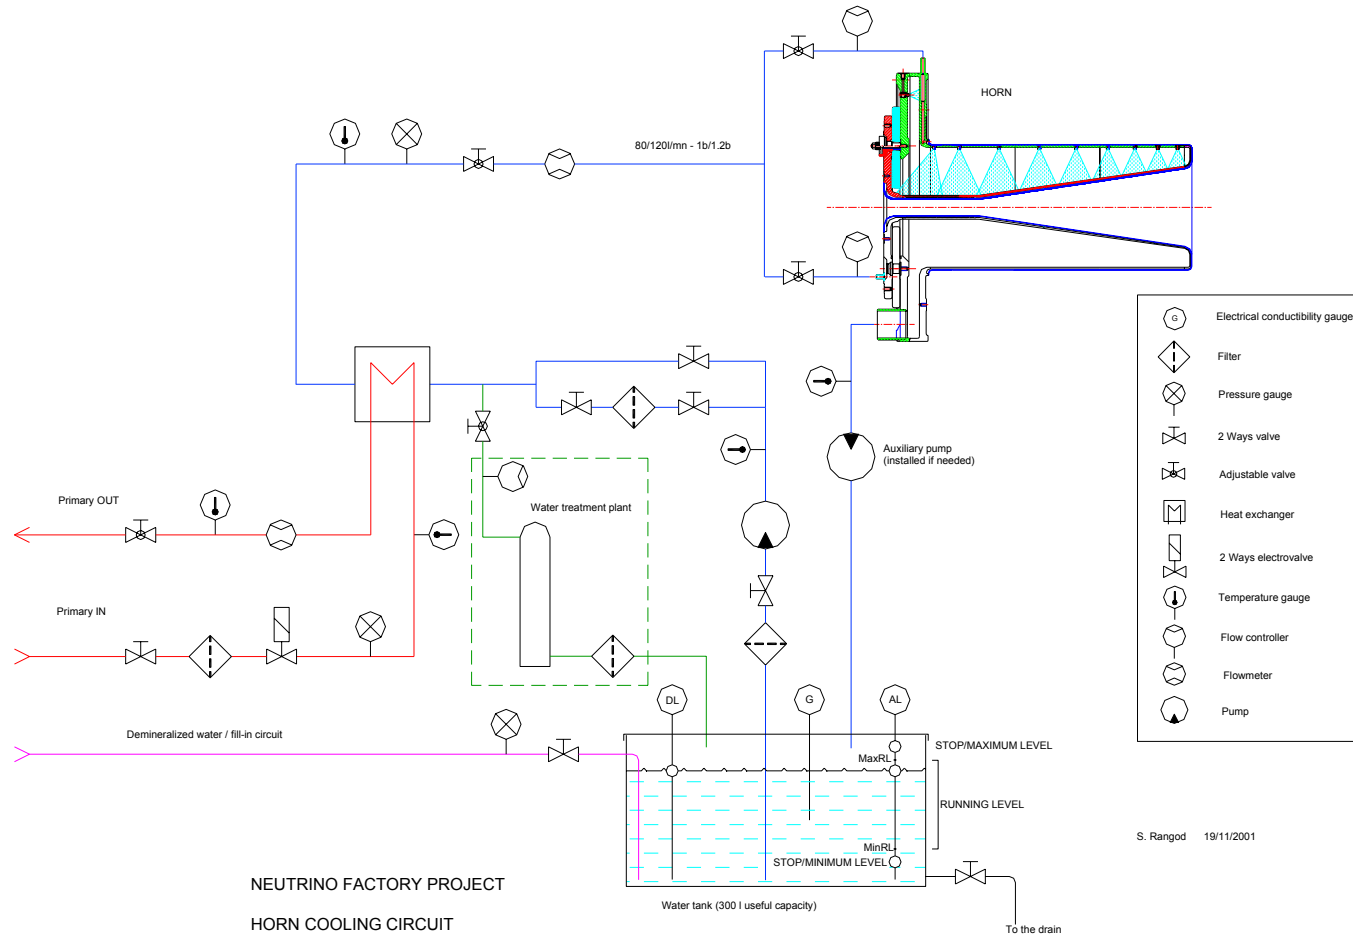 HORN
80/120l/mn - 1b/1.2b
G
Electrical conductibility gauge
Filter
Pressure gauge
2 Ways valve
Adjustable valve
Heat exchanger
2 Ways electrovalve
Temperature gauge
Flow controller
Flowmeter
Pump
Auxiliary pump
(installed if needed)
Primary OUT
Water treatment plant
Primary IN
DL
G
AL
Demineralized water / fill-in circuit
STOP/MAXIMUM LEVEL
MaxRL
RUNNING LEVEL
MinRL
STOP/MINIMUM LEVEL
S. Rangod 19/11/2001
NEUTRINO FACTORY PROJECT
HORN COOLING CIRCUIT
Water tank (300 l useful capacity)
To the drain